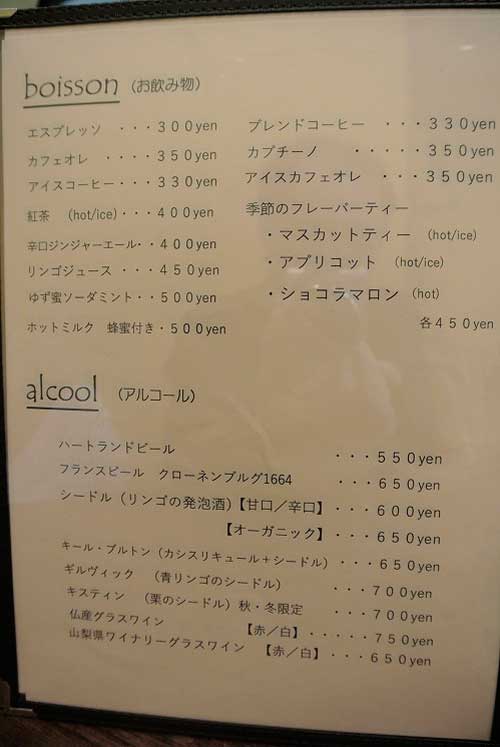 boisson (お飲み物)
エスプレッソ ・・・３００yen
カフェオレ ・・・・３５０yen
アイスコーヒー・・・３３０yen
紅茶 (hot/ice)・・・４００yen
辛口ジンジャーエール・・４００yen
リンゴジュース ・・・４５０yen
ゆず蜜ソーダミント・・５００yen
ホットミルク 蜂蜜付き・５００yen
ブレンドコーヒー ・・・３３０yen
カプチーノ ・・・・・３５０yen
アイスカフェオレ ・・・３５０yen
季節のフレーバーティー
・マスカットティー (hot/ice)
・アプリコット (hot/ice)
・ショコラマロン (hot)
各４５０yen
alcool (アルコール)
ハートランドビール ・・・５５０yen
フランスビール クローネンブルグ1664 ・・・６５０yen
シードル（リンゴの発泡酒）【甘口／辛口】・・・６００yen
【オーガニック】・・・６５０yen
キール・ブルトン（カシスリキュール＋シードル）・・・６５０yen
ギルヴィック （青リンゴのシードル） ・・・７００yen
キスティン （栗のシードル）秋・冬限定 ・・・７００yen
仏産グラスワイン 【赤／白】・・・・・７５０yen
山梨県ワイナリーグラスワイン 【赤／白】・・・６５０yen